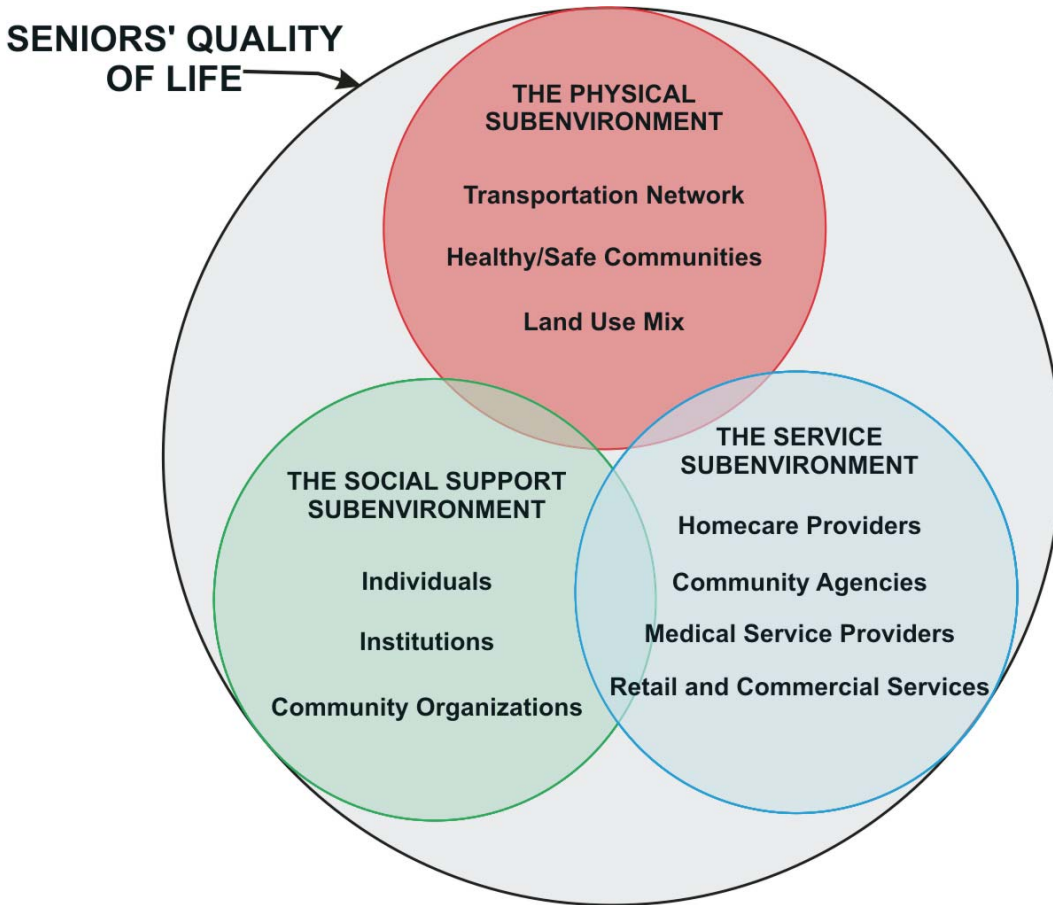 SENIORS' QUALITY
OF LIFE
THE PHYSICAL
SUBENVIRONMENT
Transportation Network
Healthy/Safe Communities
Land Use Mix
THE SOCIAL SUPPORT
SUBENVIRONMENT
Individuals
Institutions
Community Organizations
THE SERVICE
SUBENVIRONMENT
Homecare Providers
Community Agencies
Medical Service Providers
Retail and Commercial Services